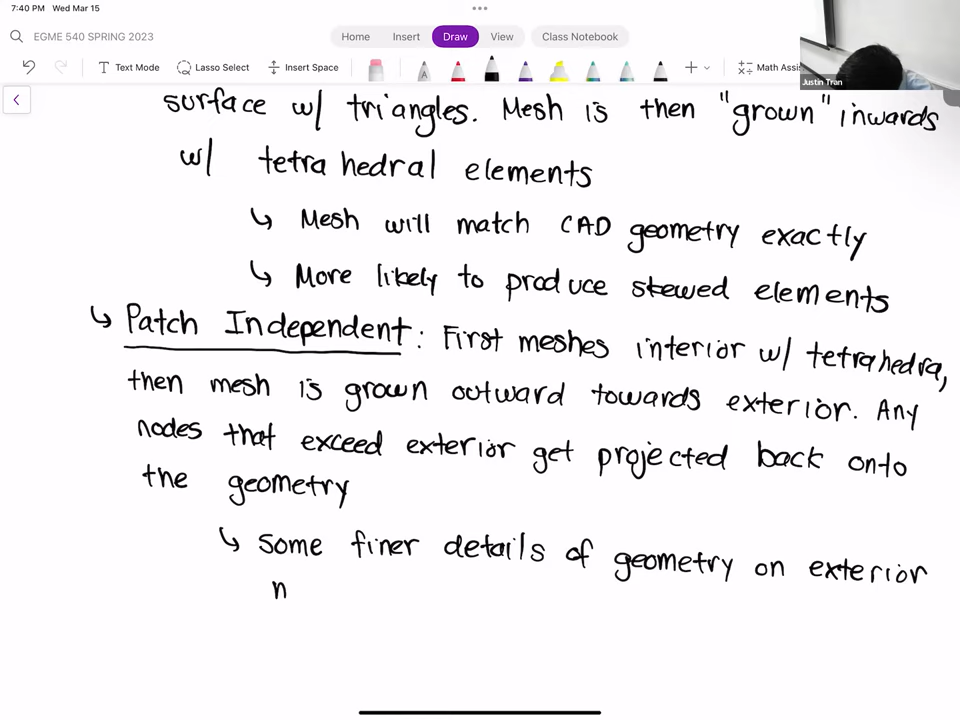 7:40 PM Wed Mar 15
EGME 540 SPRING 2023
Home Insert Draw View Class Notebook
Text Mode Lasso Select Insert Space Math Assis
Justin Tran
surface w/ triangles. Mesh is then "grown" inwards
w/ tetrahedral elements
↳ Mesh will match CAD geometry exactly
↳ More likely to produce skewed elements
↳ Patch Independent: First meshes interior w/ tetrahedra,
then mesh is grown outward towards exterior. Any
nodes that exceed exterior get projected back onto
the geometry
↳ some finer details of geometry on exterior
n